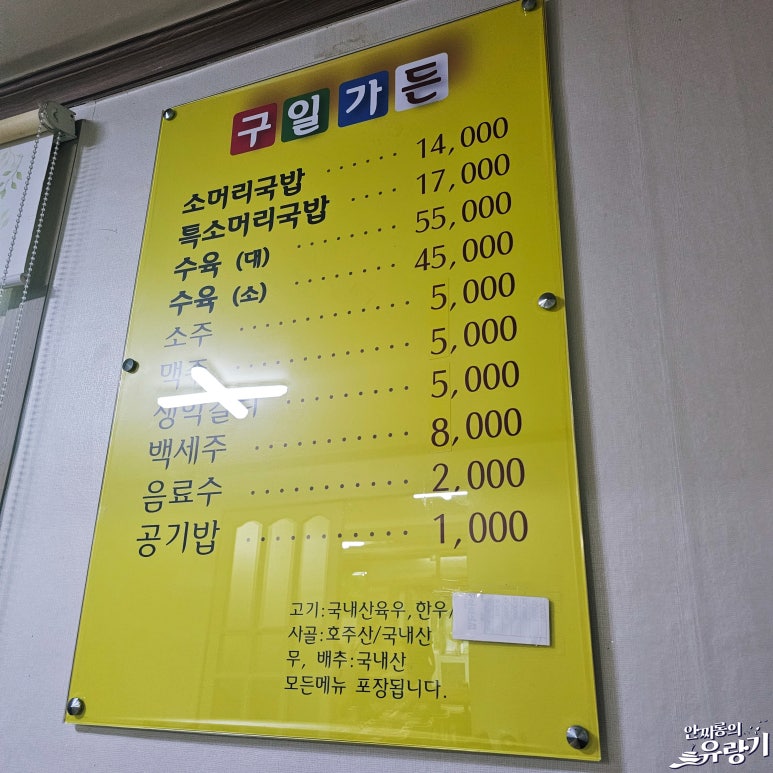 구일가든
소머리국밥 ······ 14,000
특소머리국밥 ···· 17,000
수육 (대) ········· 55,000
수육 (소) ········· 45,000
소주 ············· 5,000
············ 5,000
········· 5,000
백세주 ··········· 8,000
음료수 ··········· 2,000
공기밥 ··········· 1,000
고기:국내산육우, 한우/
사골:호주산/국내산
무, 배추:국내산
모든메뉴 포장됩니다.
안찌롱의
유랑기